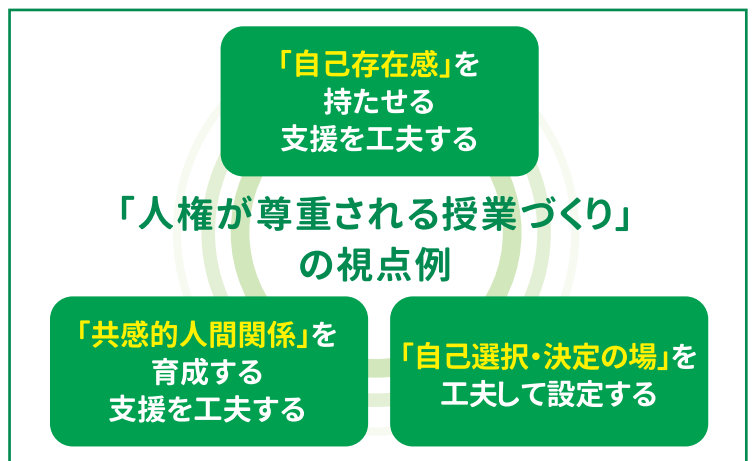 「自己存在感」を
持たせる
支援を工夫する
「人権が尊重される授業づくり」
の視点例
「共感的人間関係」を
育成する
支援を工夫する
「自己選択・決定の場」を
工夫して設定する